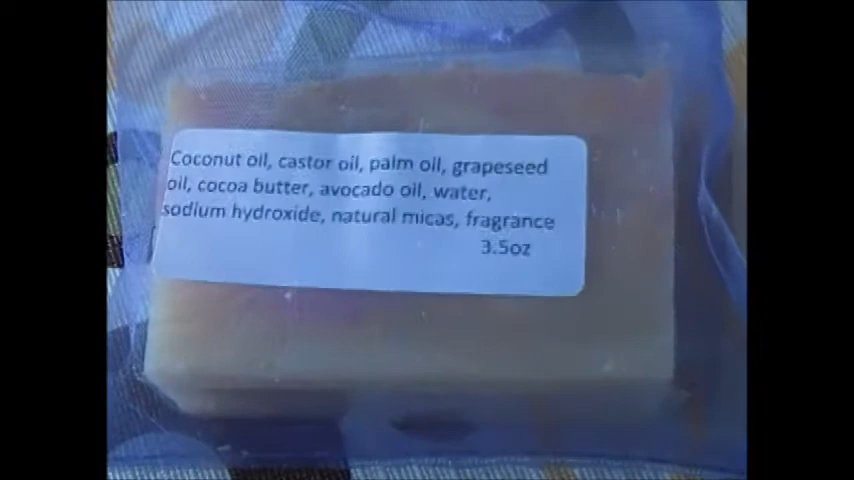 Coconut oil, castor oil, palm oil, grapeseed
oil, cocoa butter, avocado oil, water,
sodium hydroxide, natural micas, fragrance
3.5oz